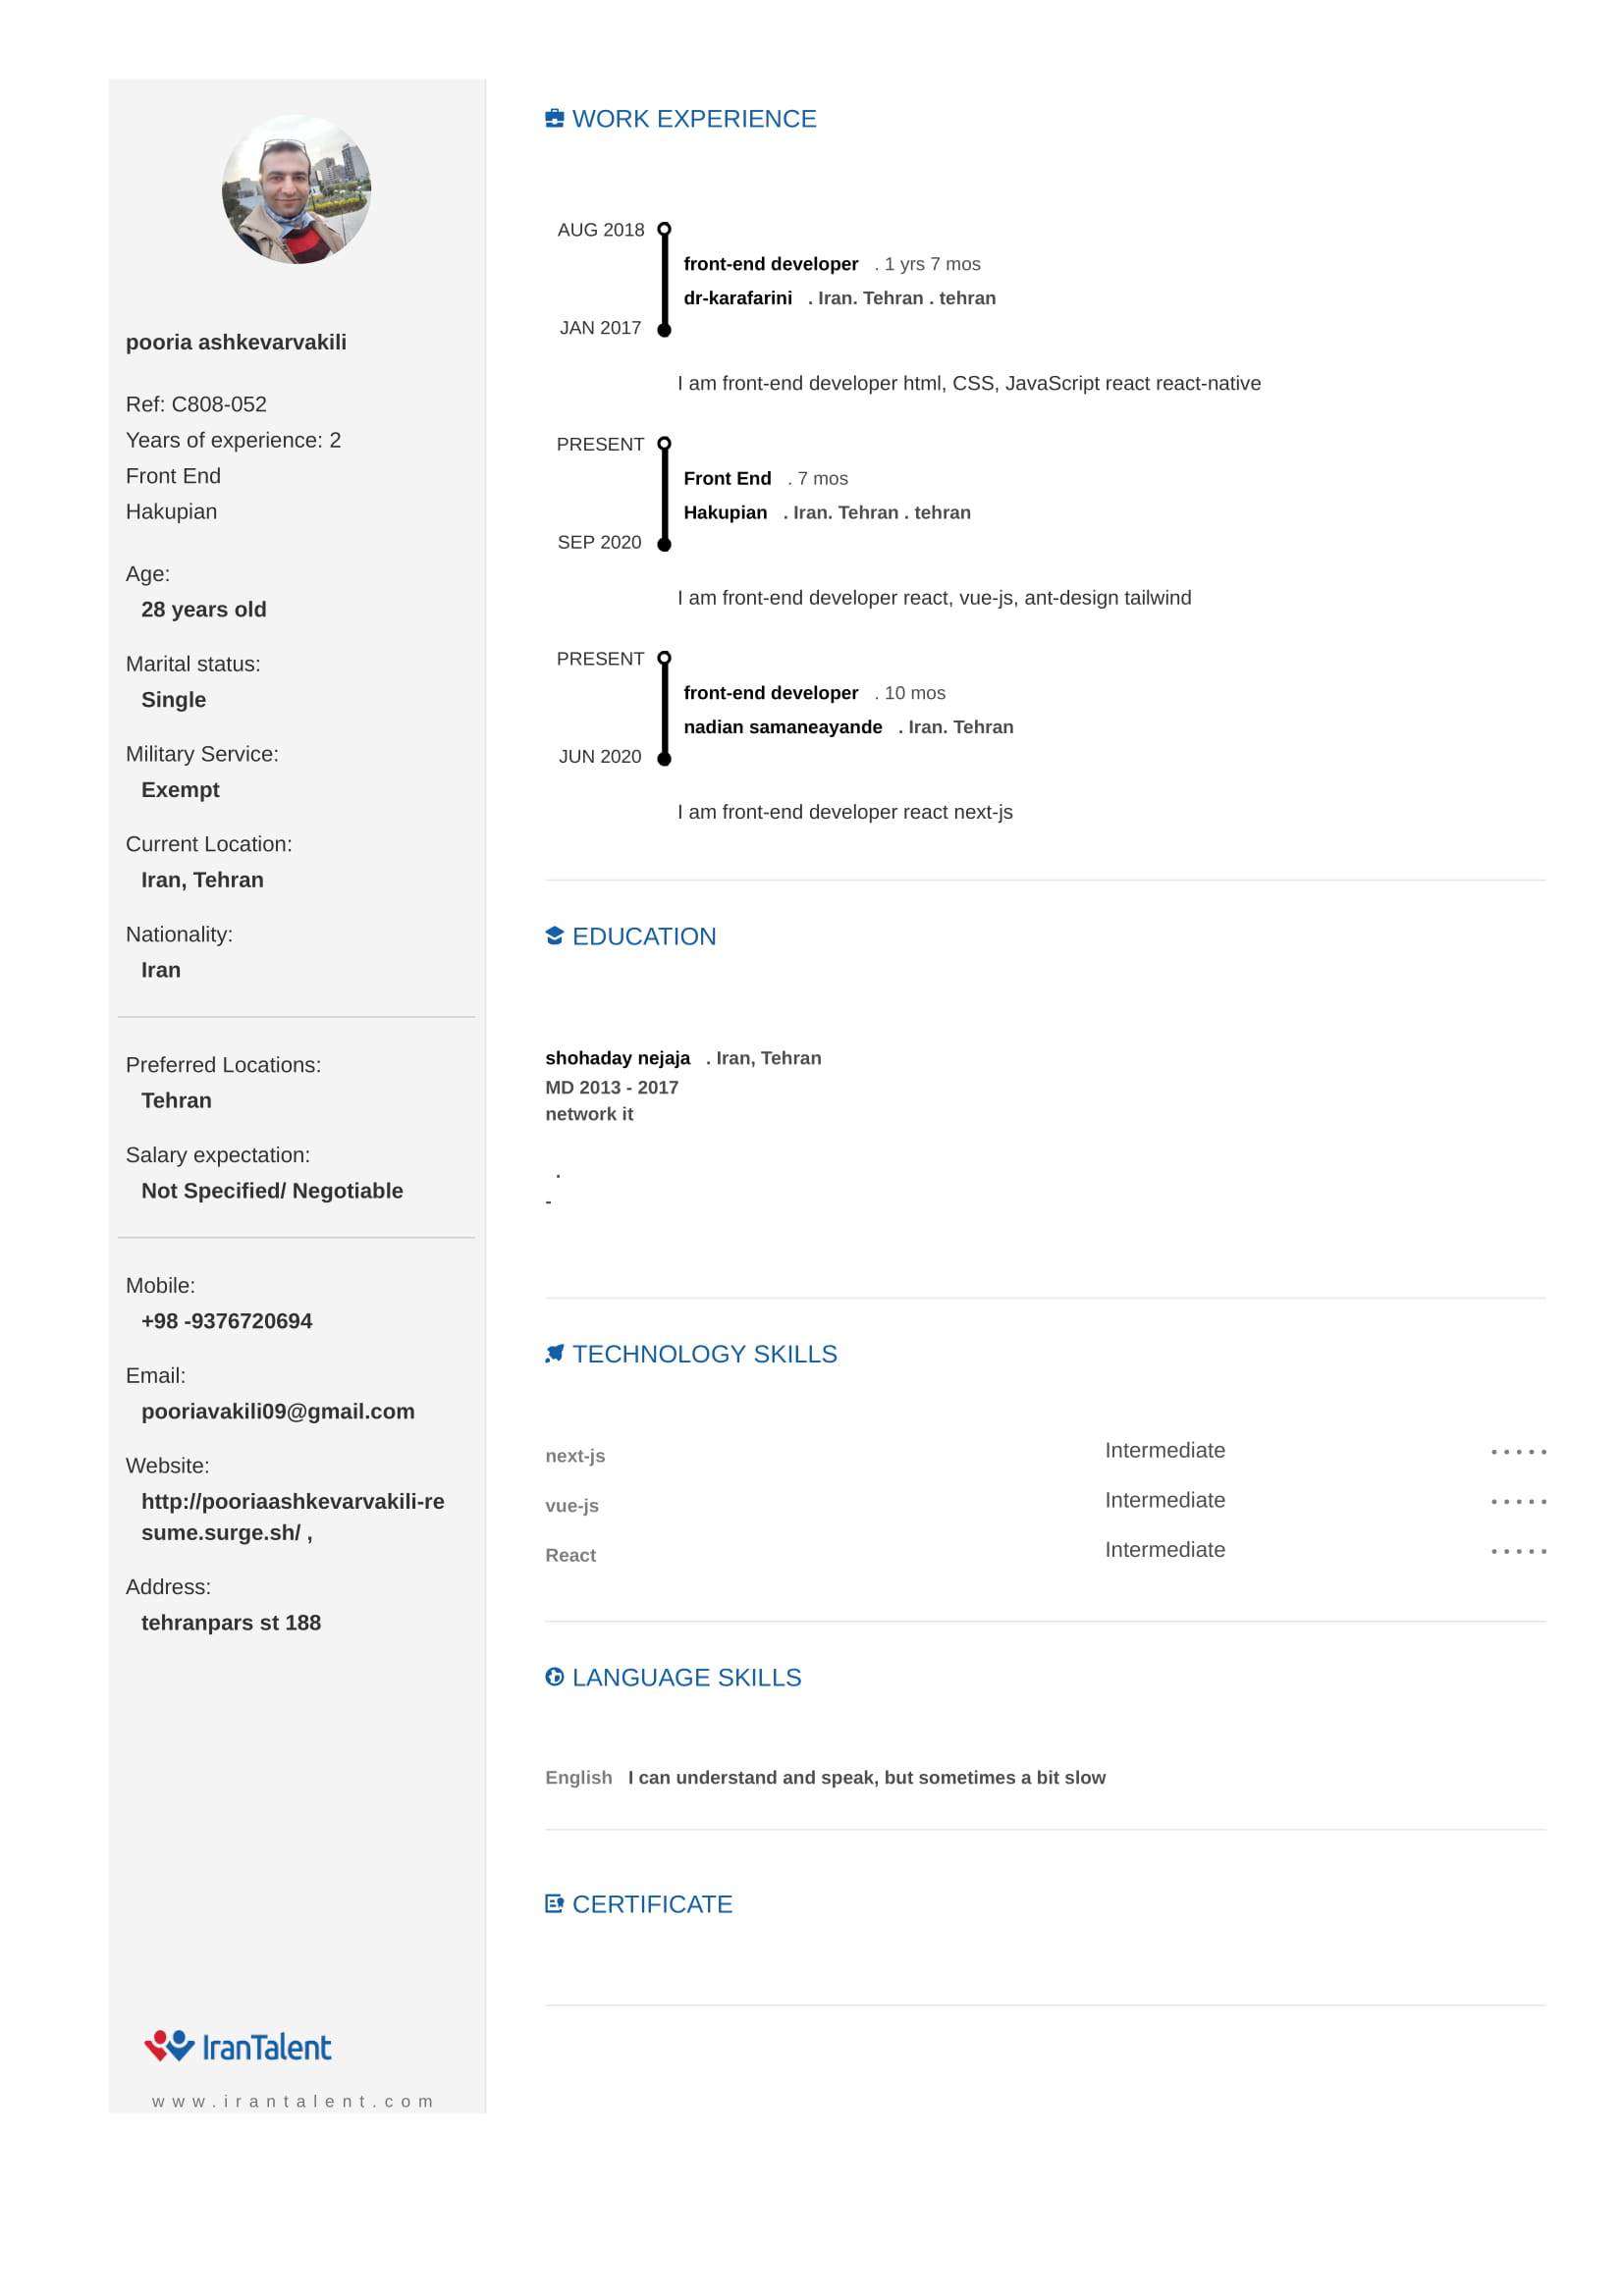 pooria ashkevarvakili
Ref: C808-052
Years of experience: 2
Front End
Hakupian
Age:
28 years old
Marital status:
Single
Military Service:
Exempt
Current Location:
Iran, Tehran
Nationality:
Iran
Preferred Locations:
Tehran
Salary expectation:
Not Specified/ Negotiable
Mobile:
+98 -9376720694
Email:
pooriavakili09@gmail.com
Website:
http://pooriaashkevarvakili-re
sume.surge.sh/ ,
Address:
tehranpars st 188
IranTalent
www.irantalent.com
WORK EXPERIENCE
AUG 2018
front-end developer . 1 yrs 7 mos
dr-karafarini . Iran. Tehran . tehran
JAN 2017
I am front-end developer html, CSS, JavaScript react react-native
PRESENT
Front End . 7 mos
Hakupian . Iran. Tehran . tehran
SEP 2020
I am front-end developer react, vue-js, ant-design tailwind
PRESENT
front-end developer . 10 mos
nadian samaneayande . Iran. Tehran
JUN 2020
I am front-end developer react next-js
EDUCATION
shohaday nejaja . Iran, Tehran
MD 2013 - 2017
network it
.
-
TECHNOLOGY SKILLS
next-js Intermediate • • • • •
vue-js Intermediate • • • • •
React Intermediate • • • • •
LANGUAGE SKILLS
English I can understand and speak, but sometimes a bit slow
CERTIFICATE